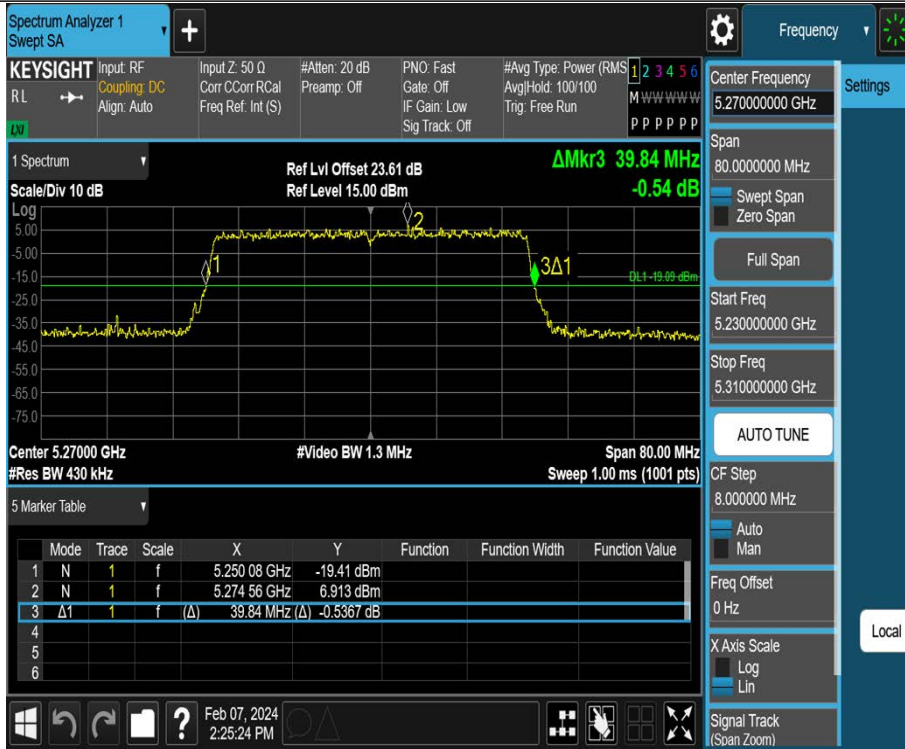 Spectrum Analyzer 1
Swept SA
+
Frequency
KEYSIGHT
RL
LXI
Input: RF
Coupling: DC
Align: Auto
Input Z: 50 Ω
Corr CCorr RCal
Freq Ref: Int (S)
#Atten: 20 dB
Preamp: Off
PNO: Fast
Gate: Off
IF Gain: Low
Sig Track: Off
#Avg Type: Power (RMS
Avg|Hold: 100/100
Trig: Free Run
1 2 3 4 5 6
M W W W W W
P P P P P P
1 Spectrum
Scale/Div 10 dB
Ref Lvl Offset 23.61 dB
Ref Level 15.00 dBm
ΔMkr3 39.84 MHz
-0.54 dB
Log
5.00
-5.00
-15.0
-25.0
-35.0
-45.0
-55.0
-65.0
-75.0
1
2
3Δ1
DL1 -19.09 dBm
Center 5.27000 GHz
#Res BW 430 kHz
#Video BW 1.3 MHz
Span 80.00 MHz
Sweep 1.00 ms (1001 pts)
5 Marker Table
Mode Trace Scale X Y Function Function Width Function Value
1 N 1 f 5.250 08 GHz -19.41 dBm
2 N 1 f 5.274 56 GHz 6.913 dBm
3 Δ1 1 f (Δ) 39.84 MHz (Δ) -0.5367 dB
4
5
6
?
Feb 07, 2024
2:25:24 PM
Center Frequency
5.270000000 GHz
Span
80.0000000 MHz
Swept Span
Zero Span
Full Span
Start Freq
5.230000000 GHz
Stop Freq
5.310000000 GHz
AUTO TUNE
CF Step
8.000000 MHz
Auto
Man
Freq Offset
0 Hz
X Axis Scale
Log
Lin
Signal Track
(Span Zoom)
Settings
Local